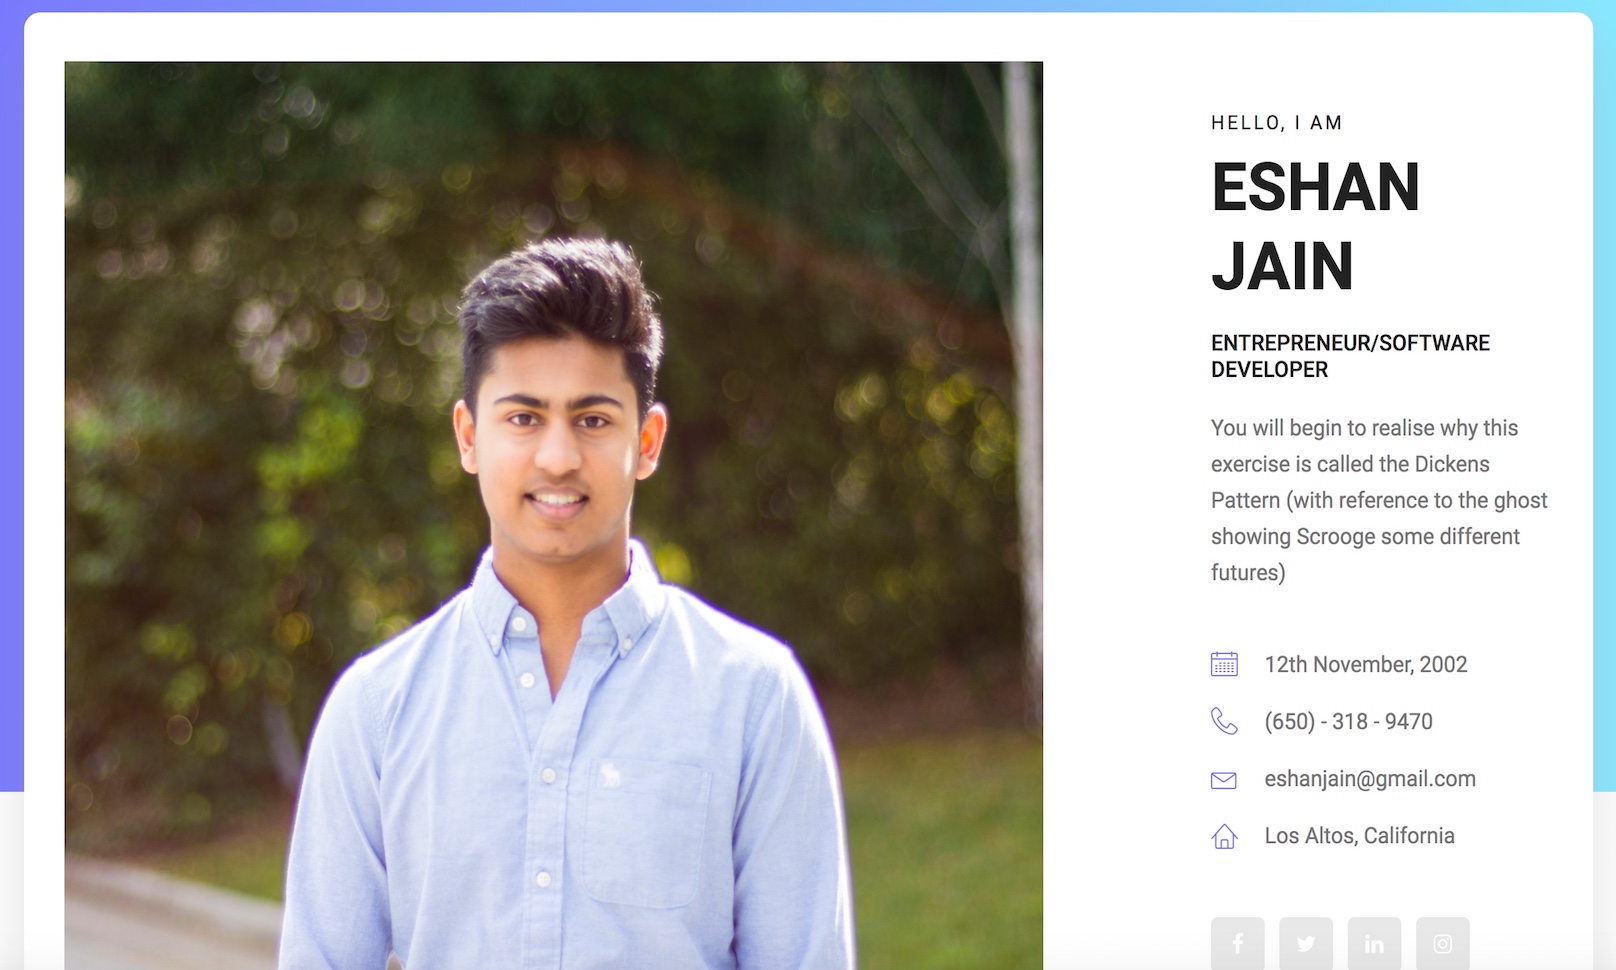 HELLO, I AM
ESHAN
JAIN
ENTREPRENEUR/SOFTWARE
DEVELOPER
You will begin to realise why this
exercise is called the Dickens
Pattern (with reference to the ghost
showing Scrooge some different
futures)
12th November, 2002
(650) - 318 - 9470
eshanjain@gmail.com
Los Altos, California